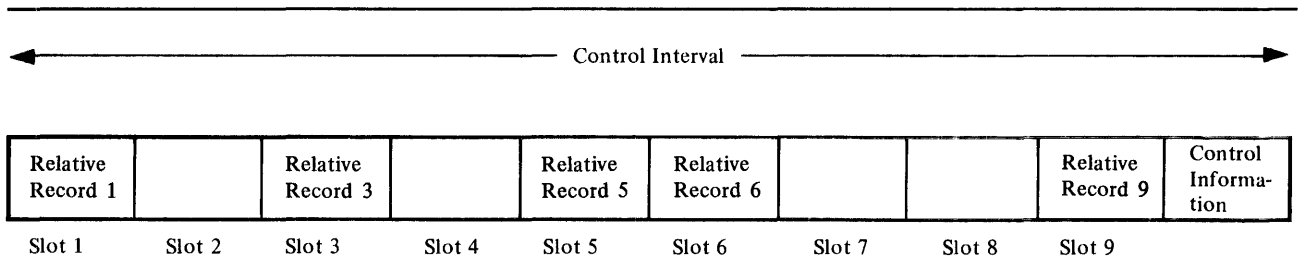 Control Interval
Relative
Record 1
Relative
Record 3
Relative
Record 5
Relative
Record 6
Relative
Record 9
Control
Informa-
tion
Slot 1 Slot 2 Slot 3 Slot 4 Slot 5 Slot 6 Slot 7 Slot 8 Slot 9